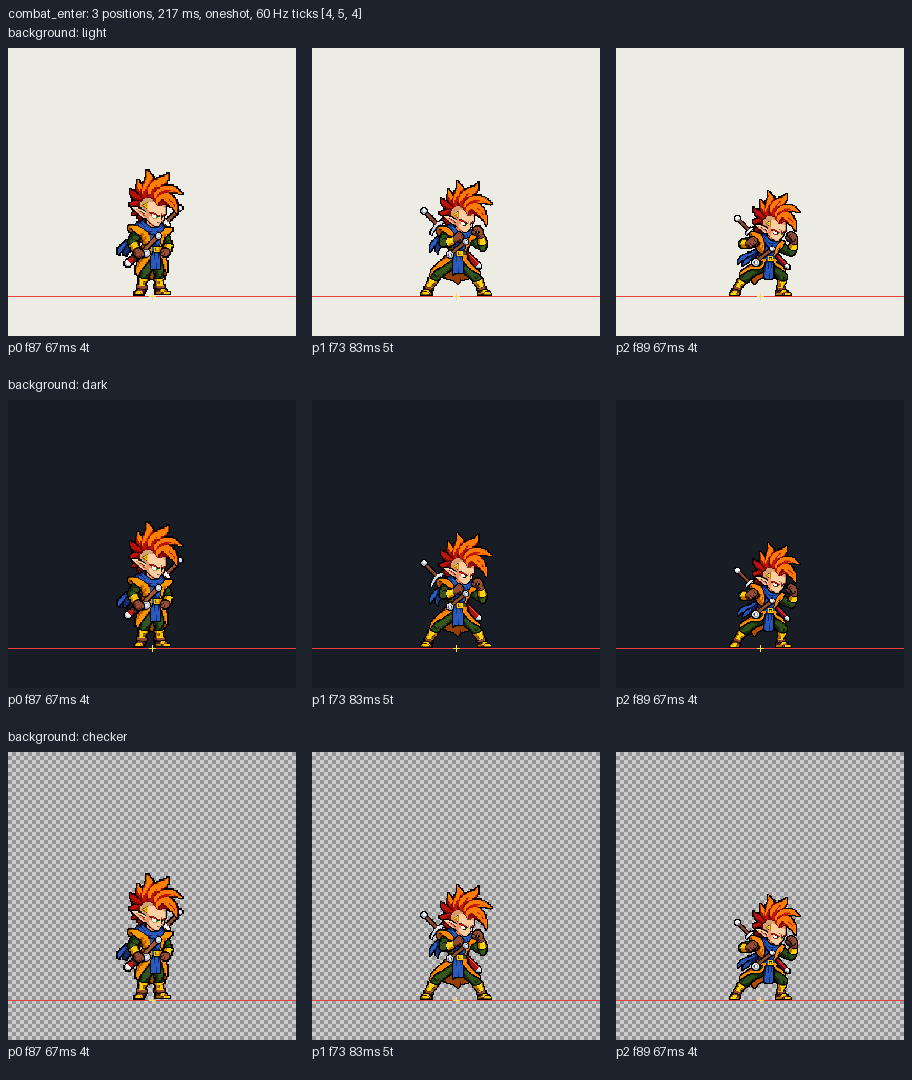 combat_enter: 3 positions, 217 ms, oneshot, 60 Hz ticks [4, 5, 4]
background: light
p0 f87 67ms 4t
p1 f73 83ms 5t
p2 f89 67ms 4t
background: dark
p0 f87 67ms 4t
p1 f73 83ms 5t
p2 f89 67ms 4t
background: checker
p0 f87 67ms 4t
p1 f73 83ms 5t
p2 f89 67ms 4t